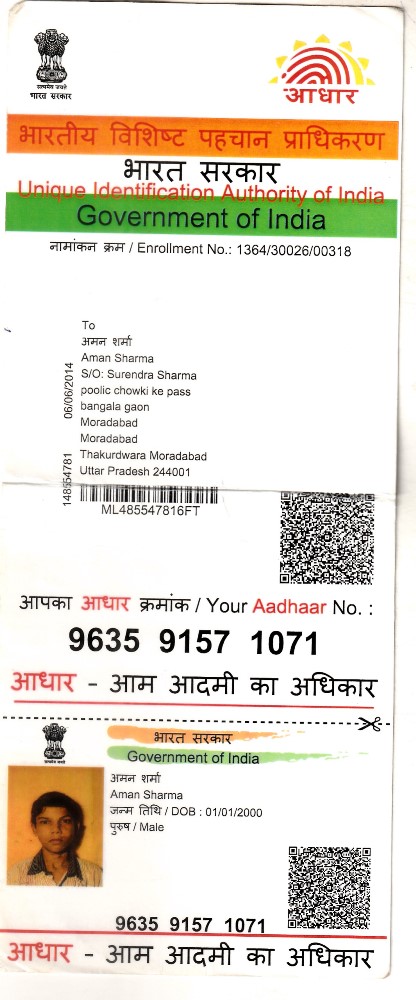 सत्यमेव जयते
भारत सरकार
आधार
भारतीय विशिष्ट पहचान प्राधिकरण
भारत सरकार
Unique Identification Authority of India
Government of India
नामांकन क्रम / Enrollment No.: 1364/30026/00318
To
अमन शर्मा
Aman Sharma
S/O: Surendra Sharma
poolic chowki ke pass
bangala gaon
Moradabad
Moradabad
Thakurdwara Moradabad
Uttar Pradesh 244001
06/06/2014
148554781
ML485547816FT
आपका आधार क्रमांक / Your Aadhaar No. :
9635 9157 1071
आधार - आम आदमी का अधिकार
भारत सरकार
Government of India
सत्यमेव जयते
अमन शर्मा
Aman Sharma
जन्म तिथि / DOB : 01/01/2000
पुरुष / Male
9635 9157 1071
आधार - आम आदमी का अधिकार